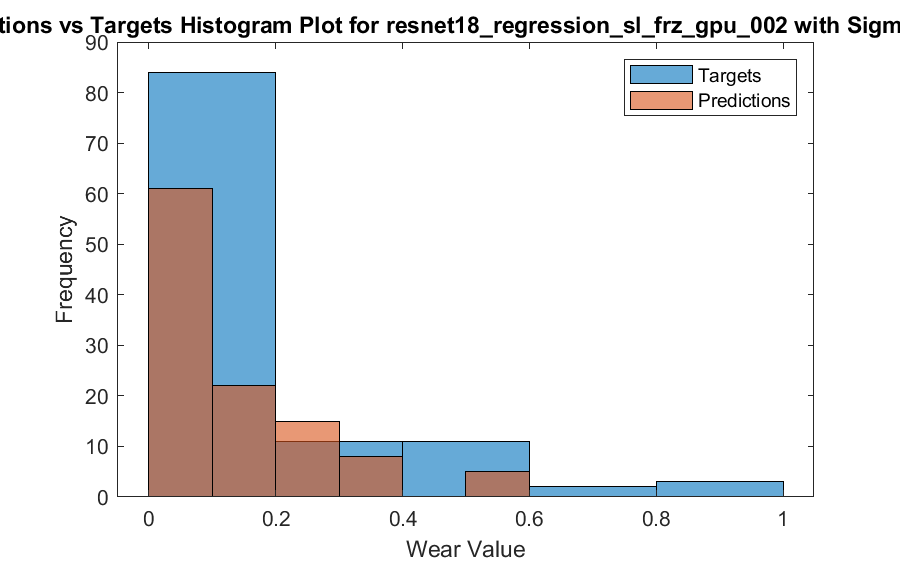 tions vs Targets Histogram Plot for resnet18_regression_sl_frz_gpu_002 with Sigm
90
80
70
60
50
40
30
20
10
0
Frequency
Targets
Predictions
0 0.2 0.4 0.6 0.8 1
Wear Value